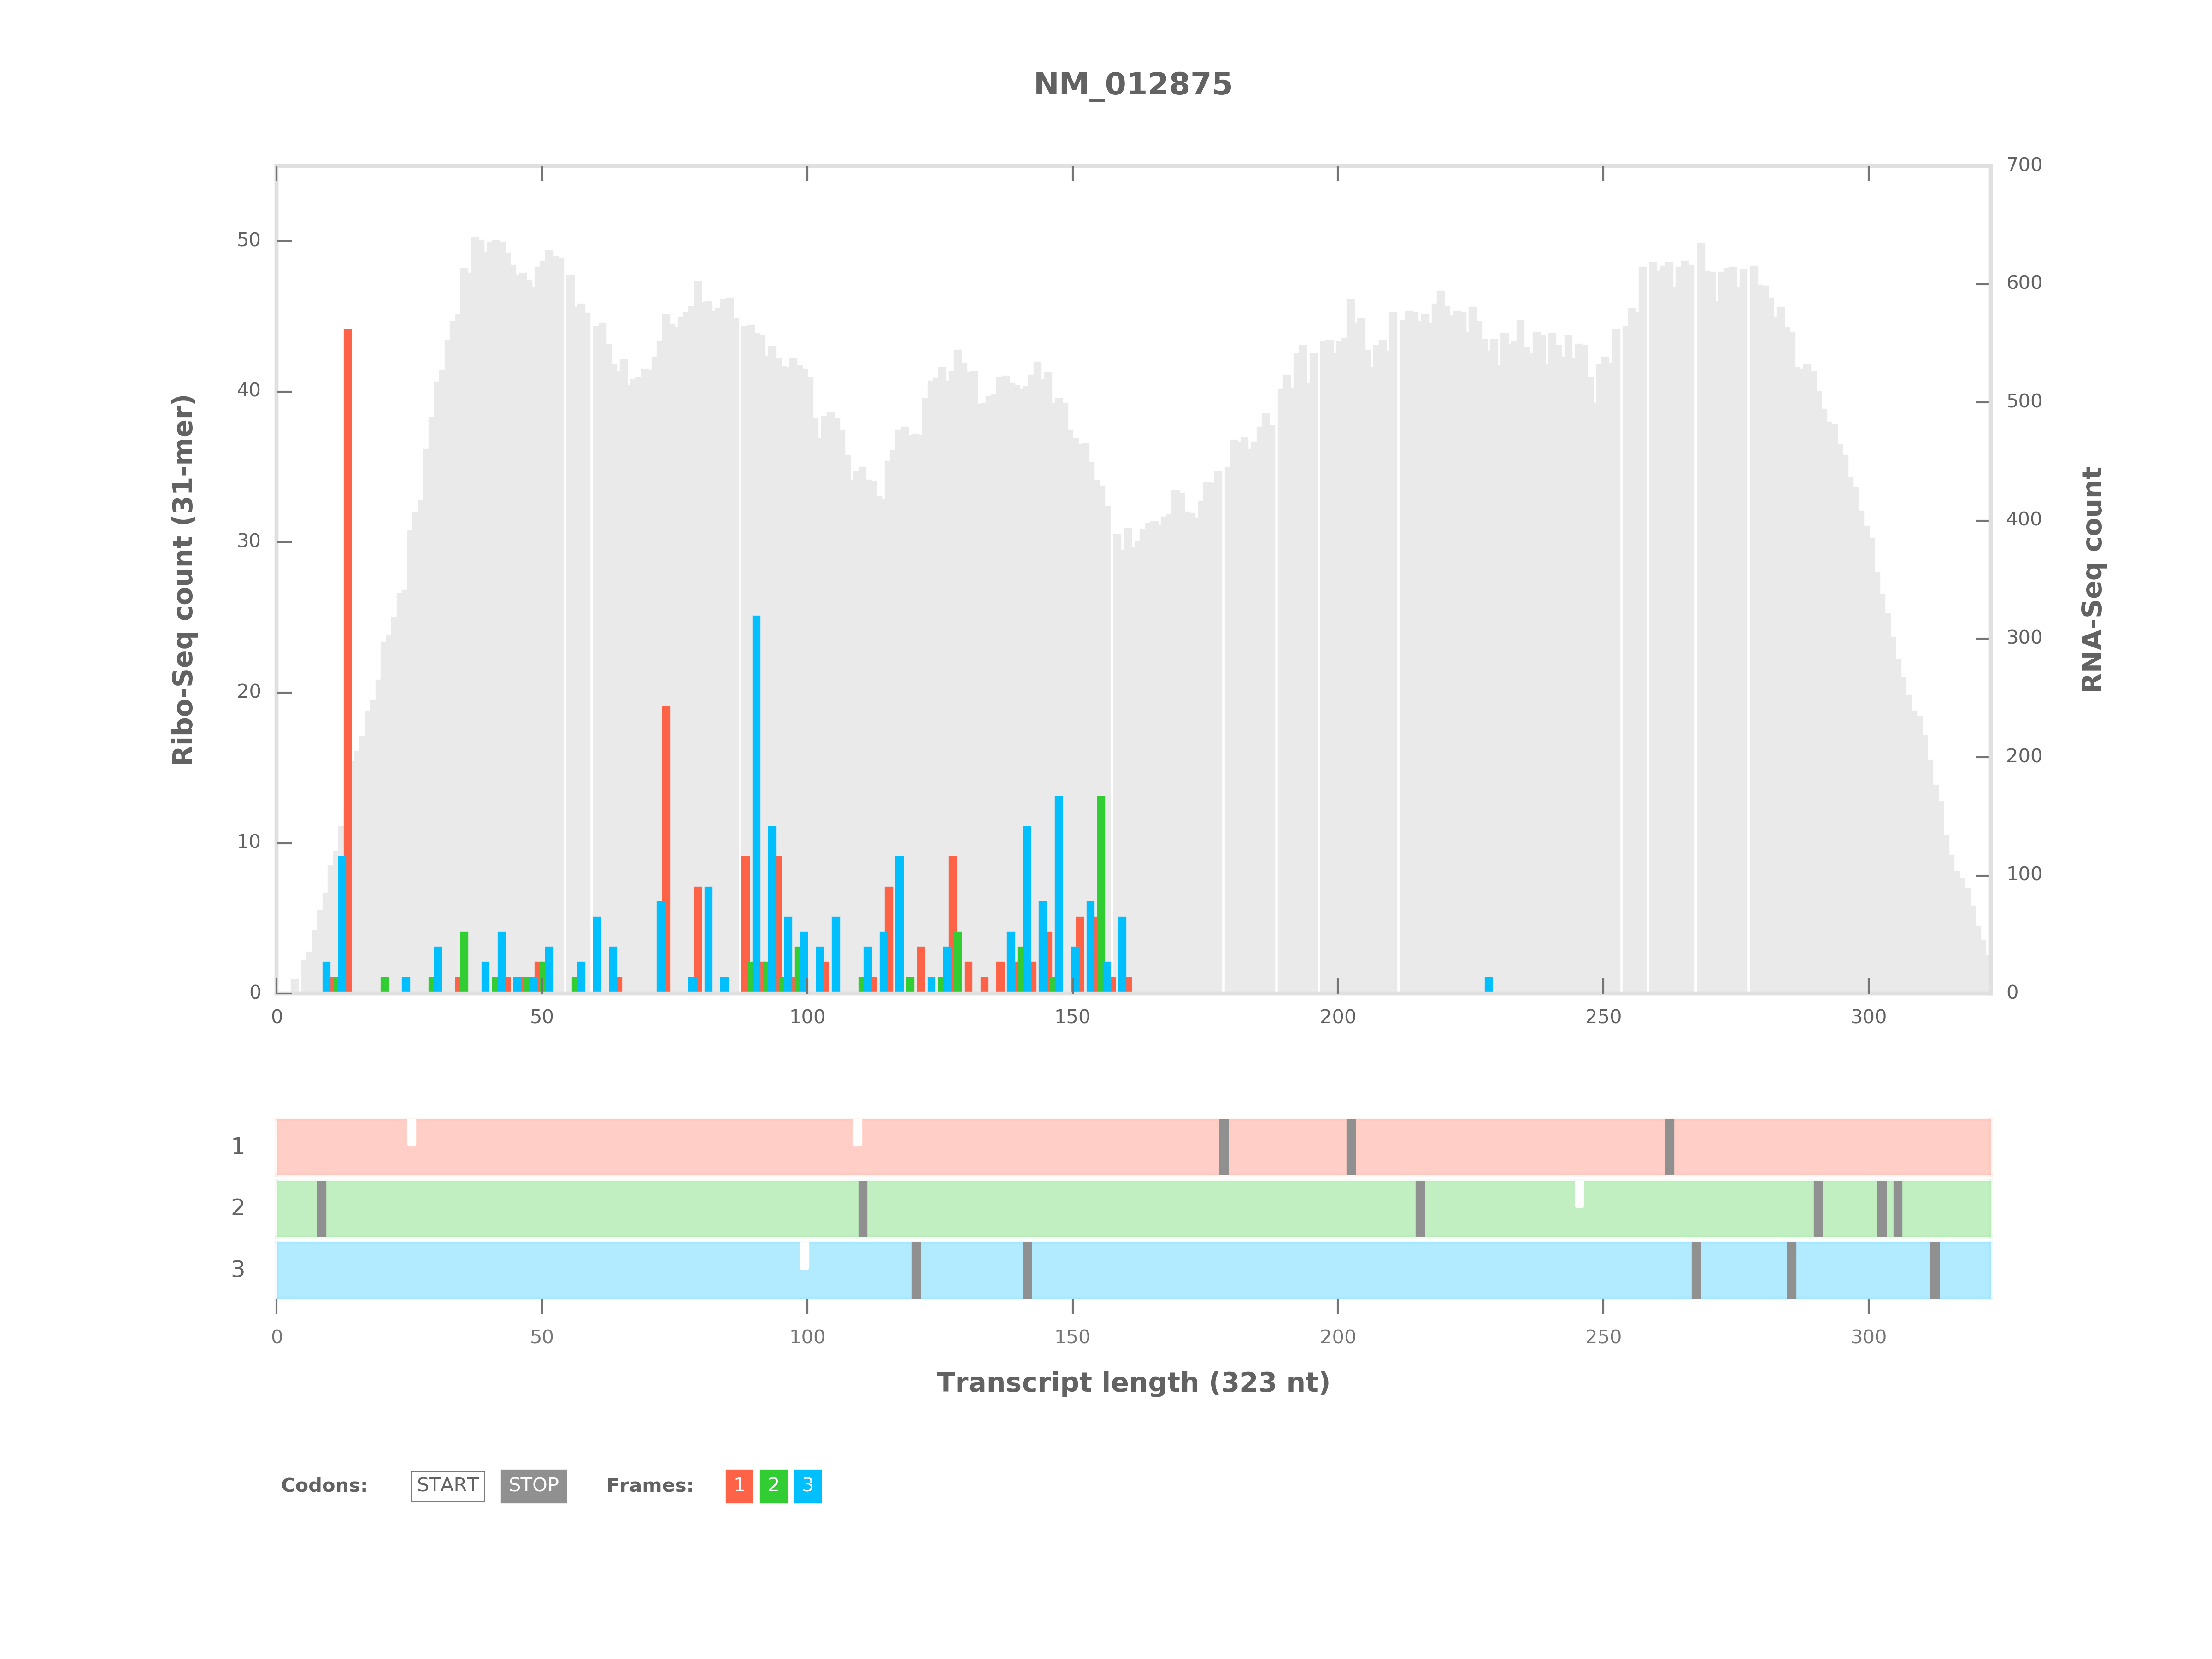 NM_012875
700
50
600
40
500
30
400
300
20
200
10
100
0
0
Ribo-Seq count (31-mer)
RNA-Seq count
0 50 100 150 200 250 300
1
2
3
0 50 100 150 200 250 300
Transcript length (323 nt)
Codons: START STOP Frames: 1 2 3